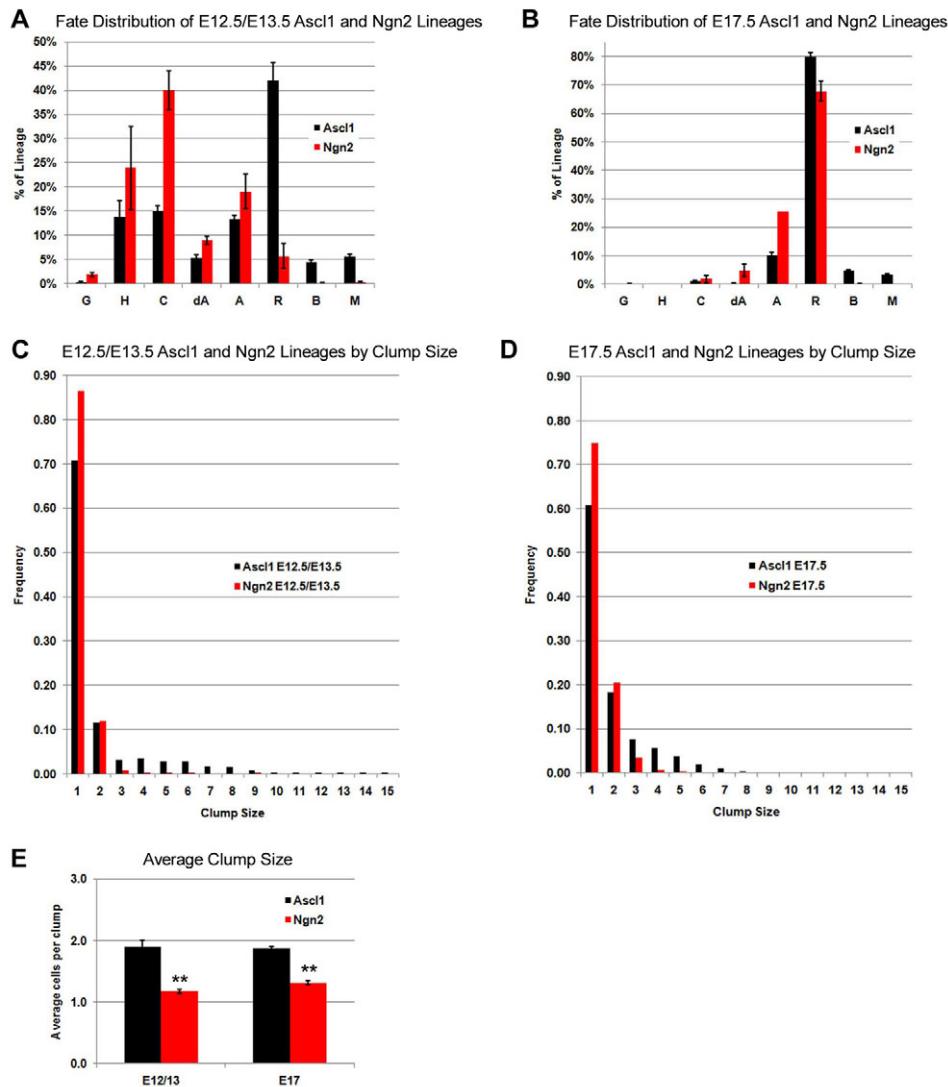 A Fate Distribution of E12.5/E13.5 Ascl1 and Ngn2 Lineages
50%
45%
40%
35%
30%
25%
20%
15%
10%
5%
0%
% of Lineage
Ascl1
Ngn2
G H C dA A R B M
B Fate Distribution of E17.5 Ascl1 and Ngn2 Lineages
80%
70%
60%
50%
40%
30%
20%
10%
0%
% of Lineage
Ascl1
Ngn2
G H C dA A R B M
C E12.5/E13.5 Ascl1 and Ngn2 Lineages by Clump Size
0.90
0.80
0.70
0.60
0.50
0.40
0.30
0.20
0.10
0.00
Frequency
Ascl1 E12.5/E13.5
Ngn2 E12.5/E13.5
1 2 3 4 5 6 7 8 9 10 11 12 13 14 15
Clump Size
D E17.5 Ascl1 and Ngn2 Lineages by Clump Size
0.90
0.80
0.70
0.60
0.50
0.40
0.30
0.20
0.10
0.00
Frequency
Ascl1 E17.5
Ngn2 E17.5
1 2 3 4 5 6 7 8 9 10 11 12 13 14 15
Clump Size
E Average Clump Size
3.0
2.0
1.0
0.0
Average cells per clump
Ascl1
Ngn2
**
**
E12/13 E17